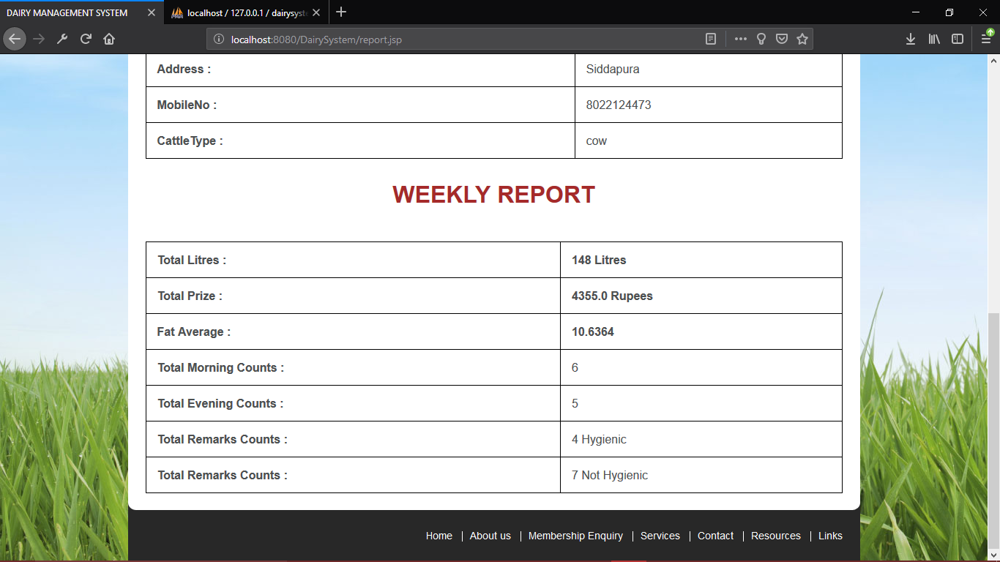 DAIRY MANAGEMENT SYSTEM
localhost / 127.0.0.1 / dairysyste
localhost:8080/DairySystem/report.jsp
Address : Siddapura
MobileNo : 8022124473
CattleType : cow
WEEKLY REPORT
Total Litres : 148 Litres
Total Prize : 4355.0 Rupees
Fat Average : 10.6364
Total Morning Counts : 6
Total Evening Counts : 5
Total Remarks Counts : 4 Hygienic
Total Remarks Counts : 7 Not Hygienic
Home | About us | Membership Enquiry | Services | Contact | Resources | Links